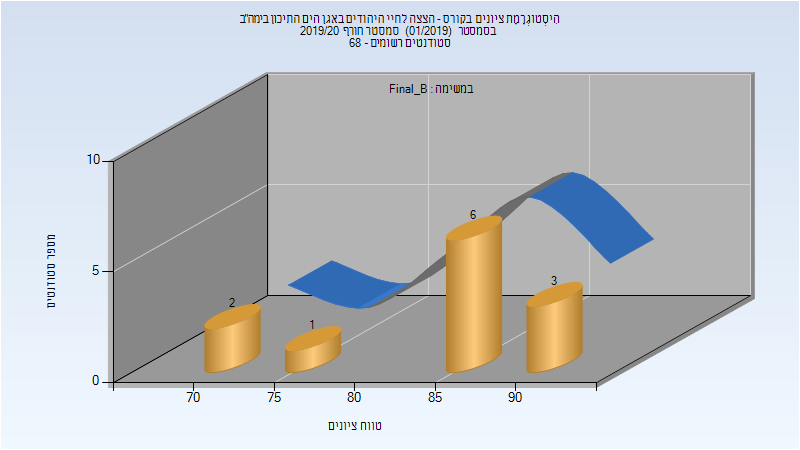 היסטוגרמת ציונים בקורס - הצצה לחיי היהודים באגן הים התיכון בימה"ב
בסמסטר (01/2019) סמסטר חורף 2019/20
סטודנטים רשומים - 68
במשימה : Final_B
מספר סטודנטים
10
5
0
2
1
6
3
70
75
80
85
90
טווח ציונים